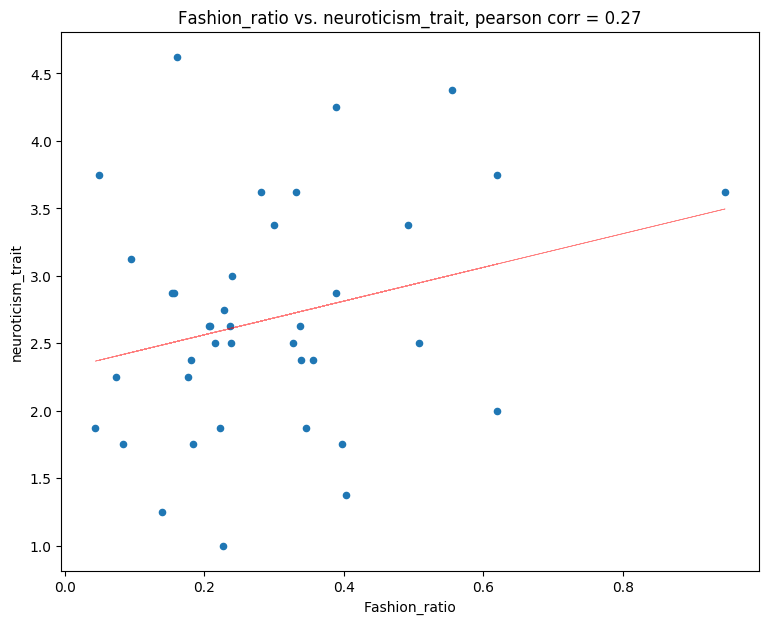 Fashion_ratio vs. neuroticism_trait, pearson corr = 0.27
4.5
4.0
3.5
3.0
2.5
2.0
1.5
1.0
neuroticism_trait
0.0 0.2 0.4 0.6 0.8
Fashion_ratio